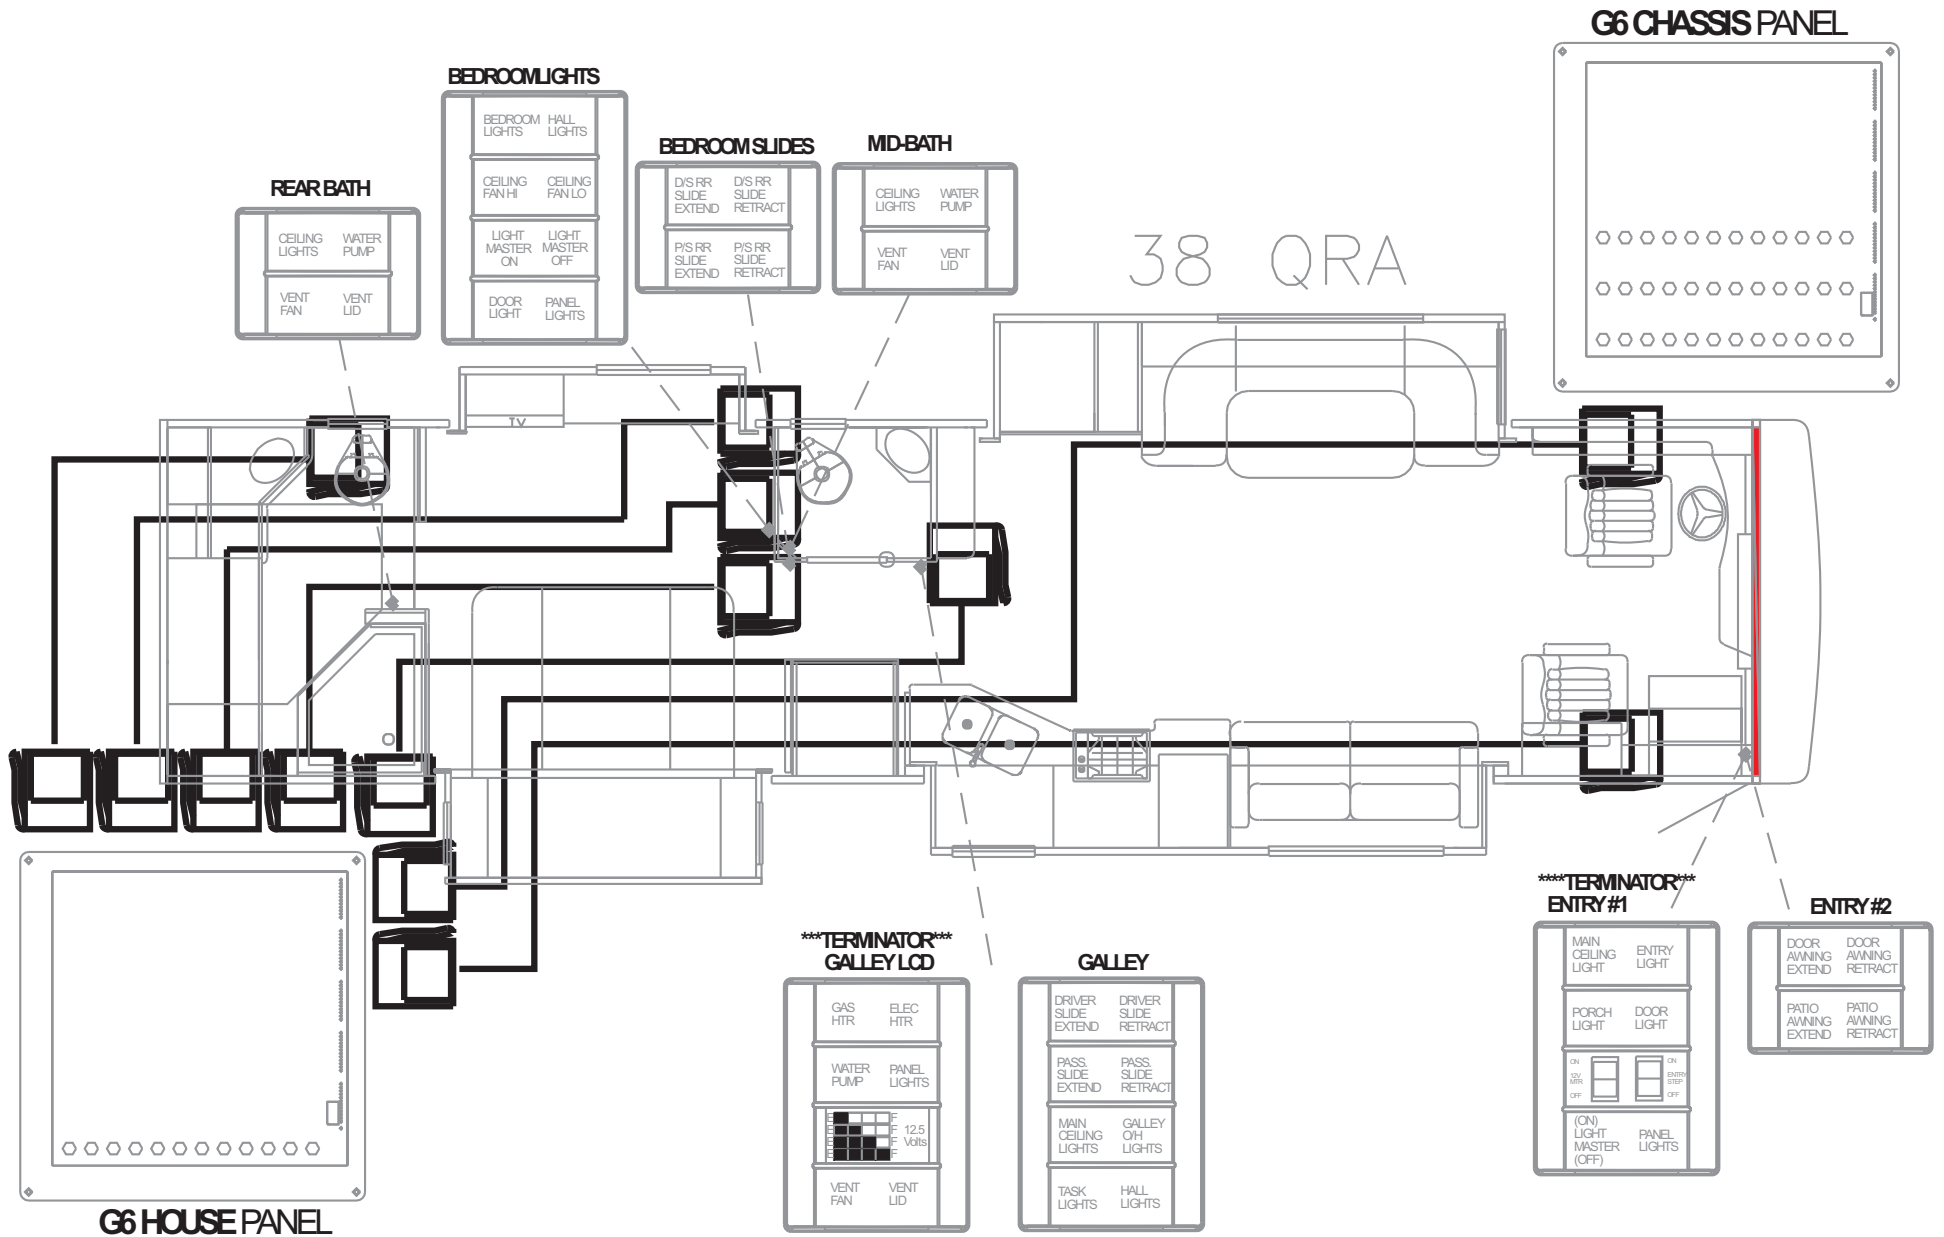 G6 CHASSIS PANEL
BEDROOMLIGHTS
BEDROOM HALL
LIGHTS LIGHTS
CEILING CEILING
FAN HI FAN LO
LIGHT LIGHT
MASTER MASTER
ON OFF
DOOR PANEL
LIGHT LIGHTS
BEDROOM SLIDES
D/S RR D/S RR
SLIDE SLIDE
EXTEND RETRACT
P/S RR P/S RR
SLIDE SLIDE
EXTEND RETRACT
MID-BATH
CEILING WATER
LIGHTS PUMP
VENT VENT
FAN LID
REAR BATH
CEILING WATER
LIGHTS PUMP
VENT VENT
FAN LID
38 QRA
TV
****TERMINATOR***
ENTRY #1
MAIN
CEILING ENTRY
LIGHT LIGHT
PORCH DOOR
LIGHT LIGHT
ON ON
12V ENTRY
MTR STEP
OFF OFF
(ON)
LIGHT PANEL
MASTER LIGHTS
(OFF)
ENTRY #2
DOOR DOOR
AWNING AWNING
EXTEND RETRACT
PATIO PATIO
AWNING AWNING
EXTEND RETRACT
***TERMINATOR***
GALLEY LCD
GAS ELEC
HTR HTR
WATER PANEL
PUMP LIGHTS
E F
E F 12.5
E F Volts
E F
VENT VENT
FAN LID
GALLEY
DRIVER DRIVER
SLIDE SLIDE
EXTEND RETRACT
PASS. PASS.
SLIDE SLIDE
EXTEND RETRACT
MAIN GALLEY
CEILING O/H
LIGHTS LIGHTS
TASK HALL
LIGHTS LIGHTS
G6 HOUSE PANEL